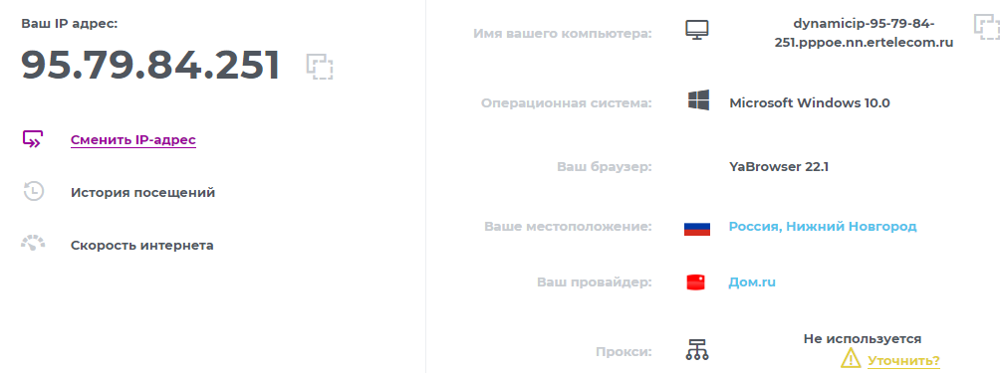 Ваш IP адрес:
95.79.84.251
Сменить IP-адрес
История посещений
Скорость интернета
Имя вашего компьютера:
dynamicip-95-79-84-
251.pppoe.nn.ertelecom.ru
Операционная система:
Microsoft Windows 10.0
Ваш браузер:
YaBrowser 22.1
Ваше местоположение:
Россия, Нижний Новгород
Ваш провайдер:
Дом.ru
Прокси:
Не используется
Уточнить?